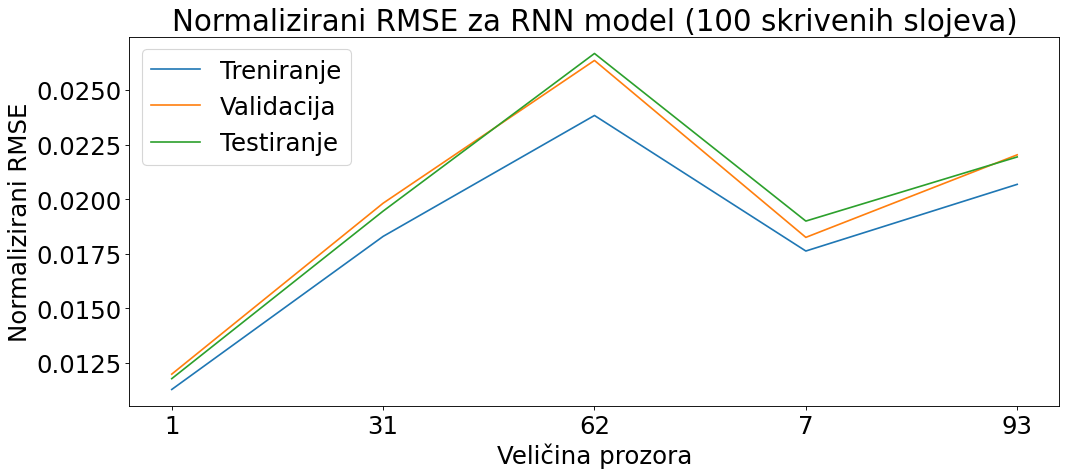 Normalizirani RMSE za RNN model (100 skrivenih slojeva)
Treniranje
Validacija
Testiranje
Normalizirani RMSE
0.0250
0.0225
0.0200
0.0175
0.0150
0.0125
1 31 62 7 93
Veličina prozora